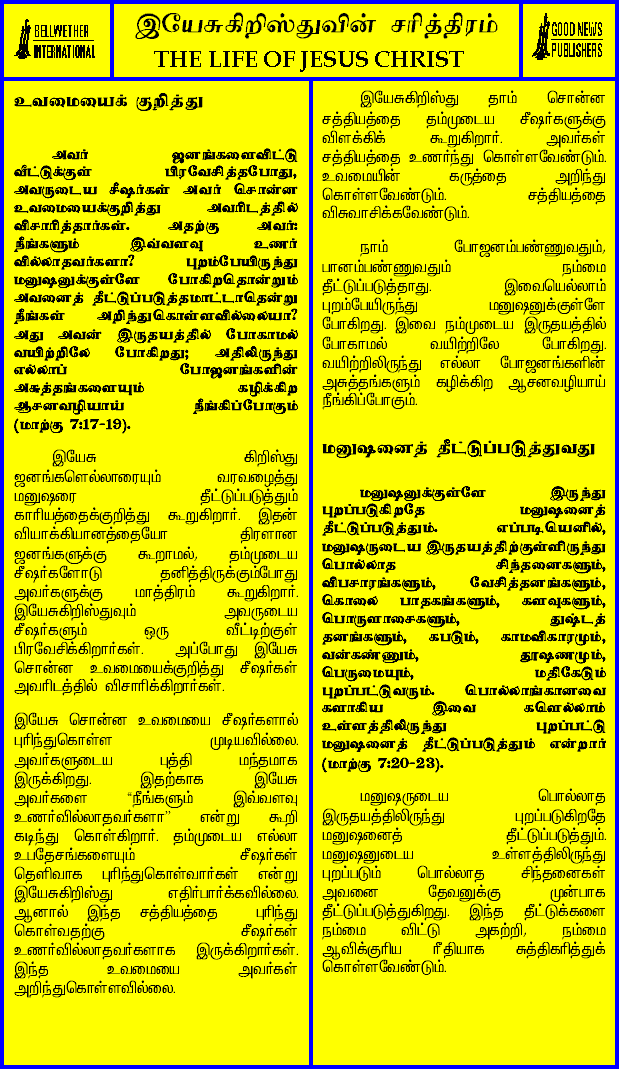 BELLWETHER
INTERNATIONAL
இயேசுகிறிஸ்துவின் சரித்திரம்
THE LIFE OF JESUS CHRIST
GOOD NEWS
PUBLISHERS
உவமையைக் குறித்து
அவர் ஜனங்களைவிட்டு
வீட்டுக்குள் பிரவேசித்தபோது,
அவருடைய சீஷர்கள் அவர் சொன்ன
உவமையைக்குறித்து அவரிடத்தில்
விசாரித்தார்கள். அதற்கு அவர்:
நீங்களும் இவ்வளவு உணர்
வில்லாதவர்களா? புறம்பேயிருந்து
மனுஷனுக்குள்ளே போகிறதொன்றும்
அவனைத் தீட்டுப்படுத்தமாட்டாதென்று
நீங்கள் அறிந்துகொள்ளவில்லையா?
அது அவன் இருதயத்தில் போகாமல்
வயிற்றிலே போகிறது; அதிலிருந்து
எல்லாப் போஜனங்களின்
அசுத்தங்களையும் கழிக்கிற
ஆசனவழியாய் நீங்கிப்போகும்
(மாற்கு 7:17-19).
இயேசு கிறிஸ்து
ஜனங்களெல்லாரையும் வரவழைத்து
மனுஷரை தீட்டுப்படுத்தும்
காரியத்தைக்குறித்து கூறுகிறார். இதன்
வியாக்கியானத்தையோ திரளான
ஜனங்களுக்கு கூறாமல், தம்முடைய
சீஷர்களோடு தனித்திருக்கும்போது
அவர்களுக்கு மாத்திரம் கூறுகிறார்.
இயேசுகிறிஸ்துவும் அவருடைய
சீஷர்களும் ஒரு வீட்டிற்குள்
பிரவேசிக்கிறார்கள். அப்போது இயேசு
சொன்ன உவமையைக்குறித்து சீஷர்கள்
அவரிடத்தில் விசாரிக்கிறார்கள்.
இயேசு சொன்ன உவமையை சீஷர்களால்
புரிந்துகொள்ள முடியவில்லை.
அவர்களுடைய புத்தி மந்தமாக
இருக்கிறது. இதற்காக இயேசு
அவர்களை “நீங்களும் இவ்வளவு
உணர்வில்லாதவர்களா” என்று கூறி
கடிந்து கொள்கிறார். தம்முடைய எல்லா
உபதேசங்களையும் சீஷர்கள்
தெளிவாக புரிந்துகொள்வார்கள் என்று
இயேசுகிறிஸ்து எதிர்பார்க்கவில்லை.
ஆனால் இந்த சத்தியத்தை புரிந்து
கொள்வதற்கு சீஷர்கள்
உணர்வில்லாதவர்களாக இருக்கிறார்கள்.
இந்த உவமையை அவர்கள்
அறிந்துகொள்ளவில்லை.
இயேசுகிறிஸ்து தாம் சொன்ன
சத்தியத்தை தம்முடைய சீஷர்களுக்கு
விளக்கிக் கூறுகிறார். அவர்கள்
சத்தியத்தை உணர்ந்து கொள்ளவேண்டும்.
உவமையின் கருத்தை அறிந்து
கொள்ளவேண்டும். சத்தியத்தை
விசுவாசிக்கவேண்டும்.
நாம் போஜனம்பண்ணுவதும்,
பானம்பண்ணுவதும் நம்மை
தீட்டுப்படுத்தாது. இவையெல்லாம்
புறம்பேயிருந்து மனுஷனுக்குள்ளே
போகிறது. இவை நம்முடைய இருதயத்தில்
போகாமல் வயிற்றிலே போகிறது.
வயிற்றிலிருந்து எல்லா போஜனங்களின்
அசுத்தங்களும் கழிக்கிற ஆசனவழியாய்
நீங்கிப்போகும்.
மனுஷனைத் தீட்டுப்படுத்துவது
மனுஷனுக்குள்ளே இருந்து
புறப்படுகிறதே மனுஷனைத்
தீட்டுப்படுத்தும். எப்படியெனில்,
மனுஷருடைய இருதயத்திற்குள்ளிருந்து
பொல்லாத சிந்தனைகளும்,
விபசாரங்களும், வேசித்தனங்களும்,
கொலை பாதகங்களும், களவுகளும்,
பொருளாசைகளும், துஷ்டத்
தனங்களும், கபடும், காமவிகாரமும்,
வன்கண்ணும், தூஷணமும்,
பெருமையும், மதிகேடும்
புறப்பட்டுவரும். பொல்லாங்கானவை
களாகிய இவை களெல்லாம்
உள்ளத்திலிருந்து புறப்பட்டு
மனுஷனைத் தீட்டுப்படுத்தும் என்றார்
(மாற்கு 7:20-23).
மனுஷருடைய பொல்லாத
இருதயத்திலிருந்து புறப்படுகிறதே
மனுஷனைத் தீட்டுப்படுத்தும்.
மனுஷனுடைய உள்ளத்திலிருந்து
புறப்படும் பொல்லாத சிந்தனைகள்
அவனை தேவனுக்கு முன்பாக
தீட்டுப்படுத்துகிறது. இந்த தீட்டுக்களை
நம்மை விட்டு அகற்றி, நம்மை
ஆவிக்குரிய ரீதியாக சுத்திகரித்துக்
கொள்ளவேண்டும்.